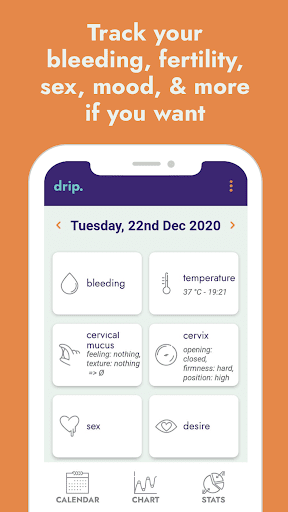 Track your
bleeding, fertility,
sex, mood, & more
if you want
drip.
< Tuesday, 22nd Dec 2020 >
bleeding
temperature
37 °C - 19:21
cervical
mucus
feeling: nothing,
texture: nothing
=> Ø
cervix
opening:
closed,
firmness: hard,
position: high
sex
desire
CALENDAR
CHART
STATS